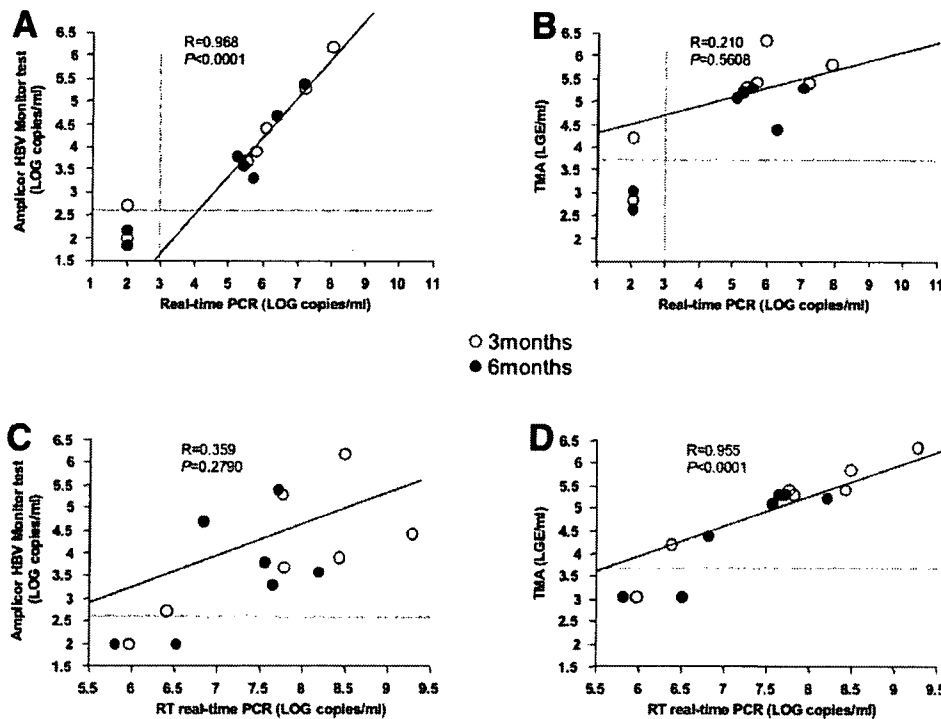 A
Amplicor HBV Monitor test
(LOG copies/ml)
6.5
6
5.5
5
4.5
4
3.5
3
2.5
2
1.5
R=0.968
P<0.0001
1 2 3 4 5 6 7 8 9 10 11
Real-time PCR (LOG copies/ml)
B
TMA (LGE/ml)
6.5
6
5.5
5
4.5
4
3.5
3
2.5
2
R=0.210
P=0.5608
1 2 3 4 5 6 7 8 9 10 11
Real-time PCR (LOG copies/ml)
3months
6months
C
Amplicor HBV Monitor test
(LOG copies/ml)
6.5
6
5.5
5
4.5
4
3.5
3
2.5
2
1.5
R=0.359
P=0.2790
5.5 6 6.5 7 7.5 8 8.5 9 9.5
RT real-time PCR (LOG copies/ml)
D
TMA (LGE/ml)
6.5
6
5.5
5
4.5
4
3.5
3
2.5
2
1.5
R=0.955
P<0.0001
5.5 6 6.5 7 7.5 8 8.5 9 9.5
RT real-time PCR (LOG copies/ml)